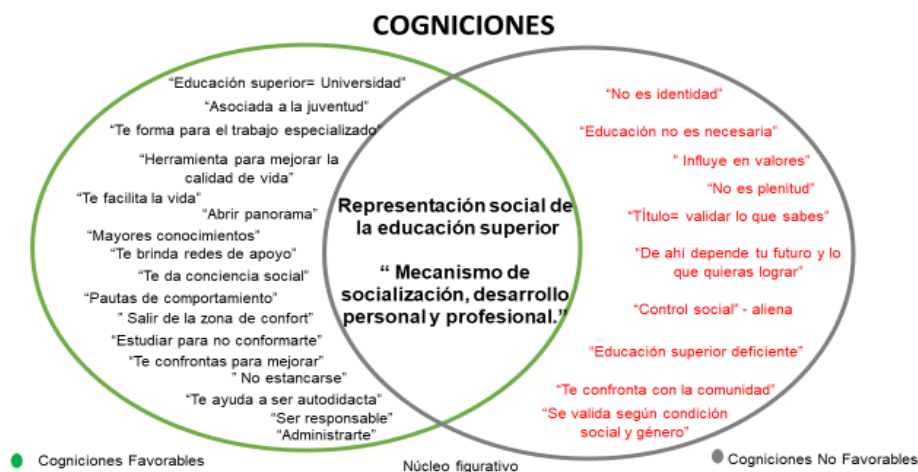 COGNICIONES
“Educación superior= Universidad”
“Asociada a la juventud”
“Te forma para el trabajo especializado”
“Herramienta para mejorar la
calidad de vida”
“Te facilita la vida”
“Abrir panorama”
“Mayores conocimientos”
“Te brinda redes de apoyo”
“Te da conciencia social”
“Pautas de comportamiento”
” Salir de la zona de confort”
“Estudiar para no conformarte”
“Te confrontas para mejorar”
” No estancarse”
“Te ayuda a ser autodidacta”
“Ser responsable”
“Administrarte”
Representación social de
la educación superior
“ Mecanismo de
socialización, desarrollo
personal y profesional.”
“No es identidad”
“Educación no es necesaria”
” Influye en valores”
“No es plenitud”
“TÍtulo= validar lo que sabes”
“De ahí depende tu futuro y lo
que quieras lograr”
“Control social” - aliena
“Educación superior deficiente”
“Te confronta con la comunidad”
“Se valida según condición
social y género”
Cogniciones Favorables
Núcleo figurativo
Cogniciones No Favorables